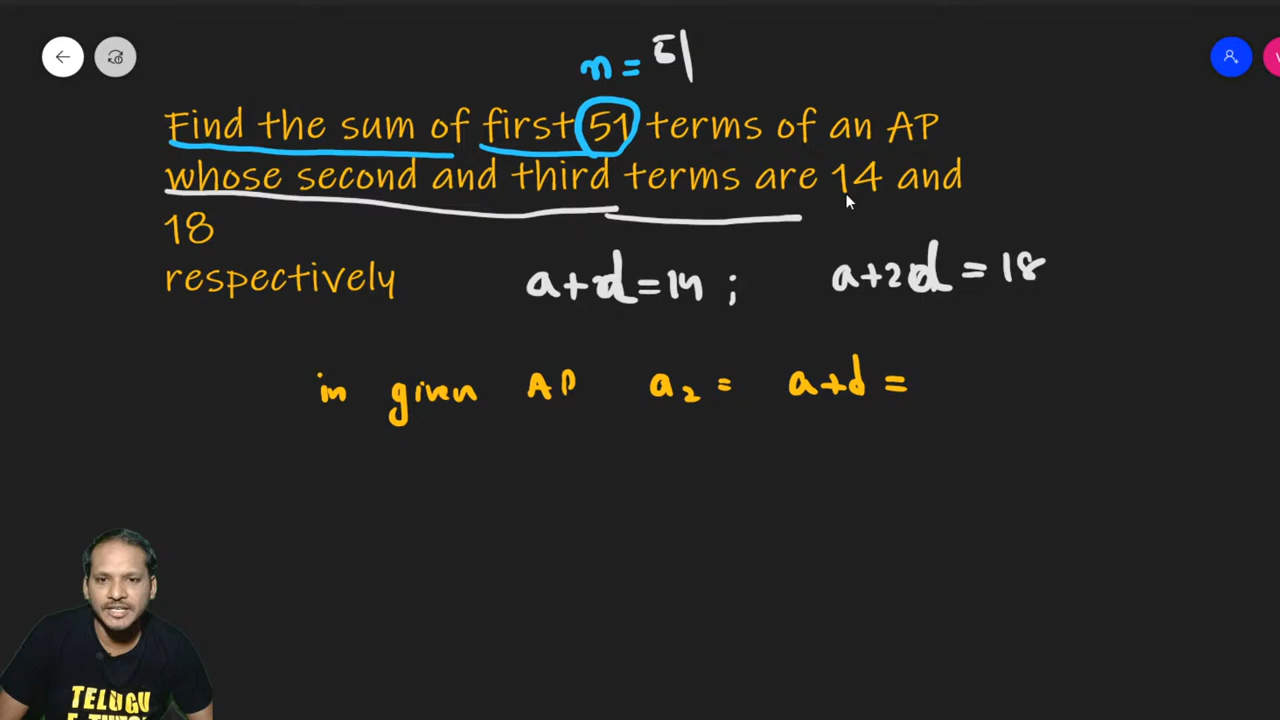 n = 51
Find the sum of first 51 terms of an AP
whose second and third terms are 14 and
18
respectively
a+d=14 ; a+2d = 18
in given AP a₂ = a+d =
TELUGU